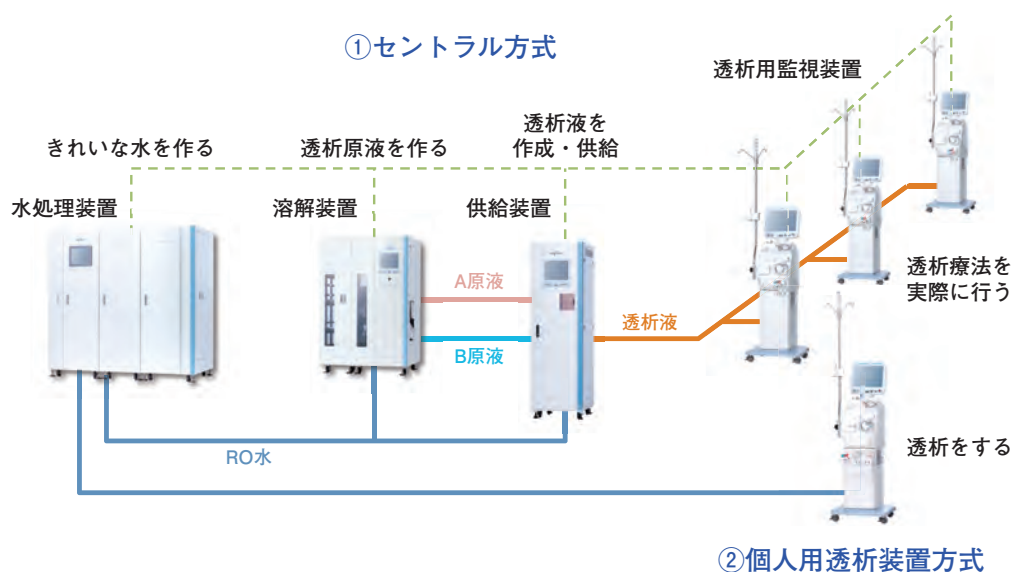 ①セントラル方式
透析用監視装置
きれいな水を作る
透析原液を作る
透析液を
作成・供給
水処理装置
溶解装置
供給装置
A原液
B原液
透析液
透析療法を
実際に行う
RO水
透析をする
②個人用透析装置方式